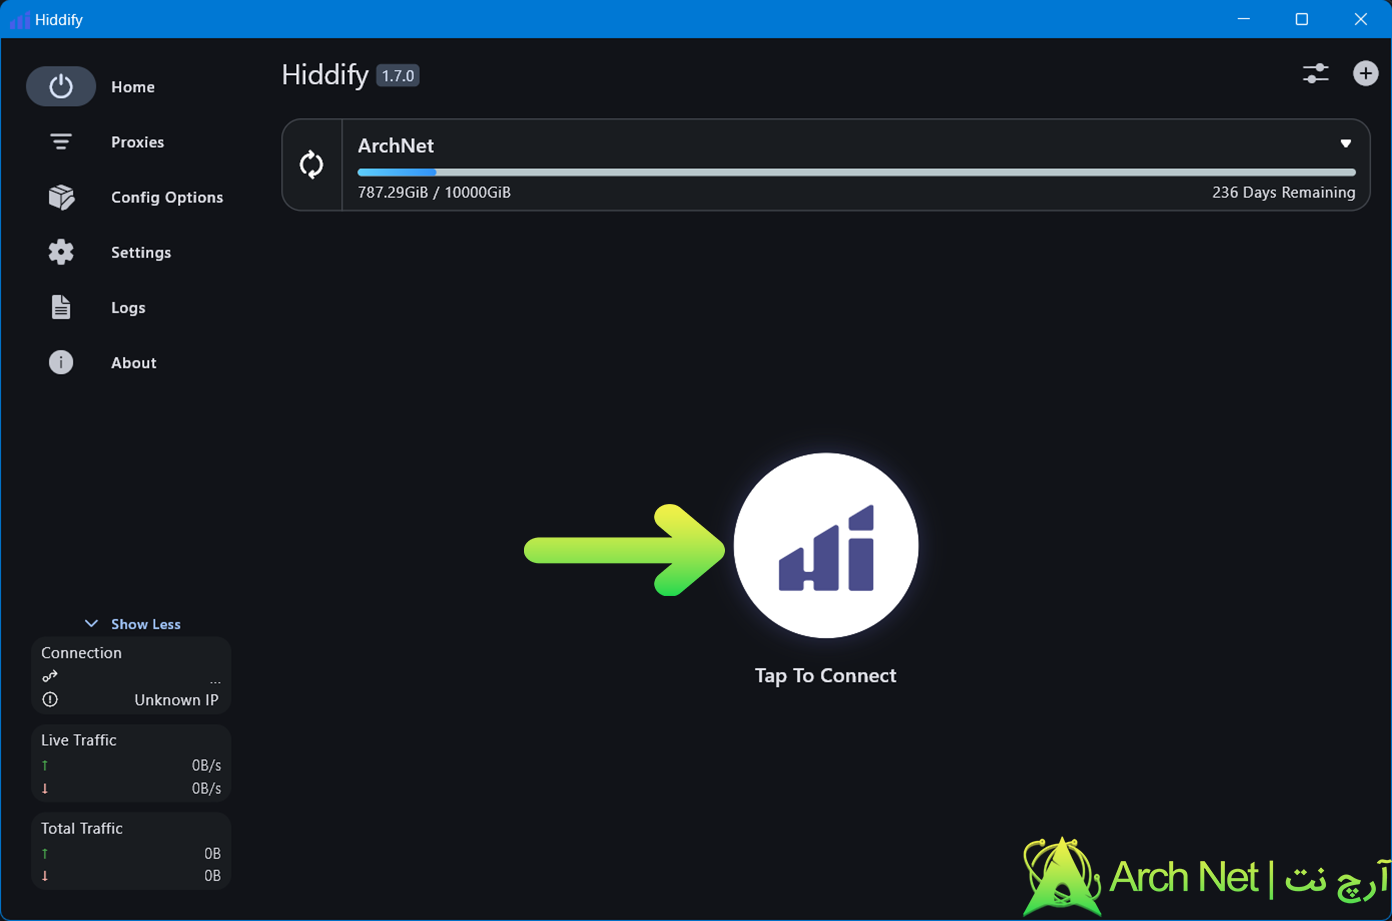 Hiddify
Home
Proxies
Config Options
Settings
Logs
About
Show Less
Connection
...
Unknown IP
Live Traffic
↑ 0B/s
↓ 0B/s
Total Traffic
↑ 0B
↓ 0B
Hiddify 1.7.0
ArchNet
787.29GiB / 10000GiB 236 Days Remaining
Tap To Connect
Arch Net | آرچ نت